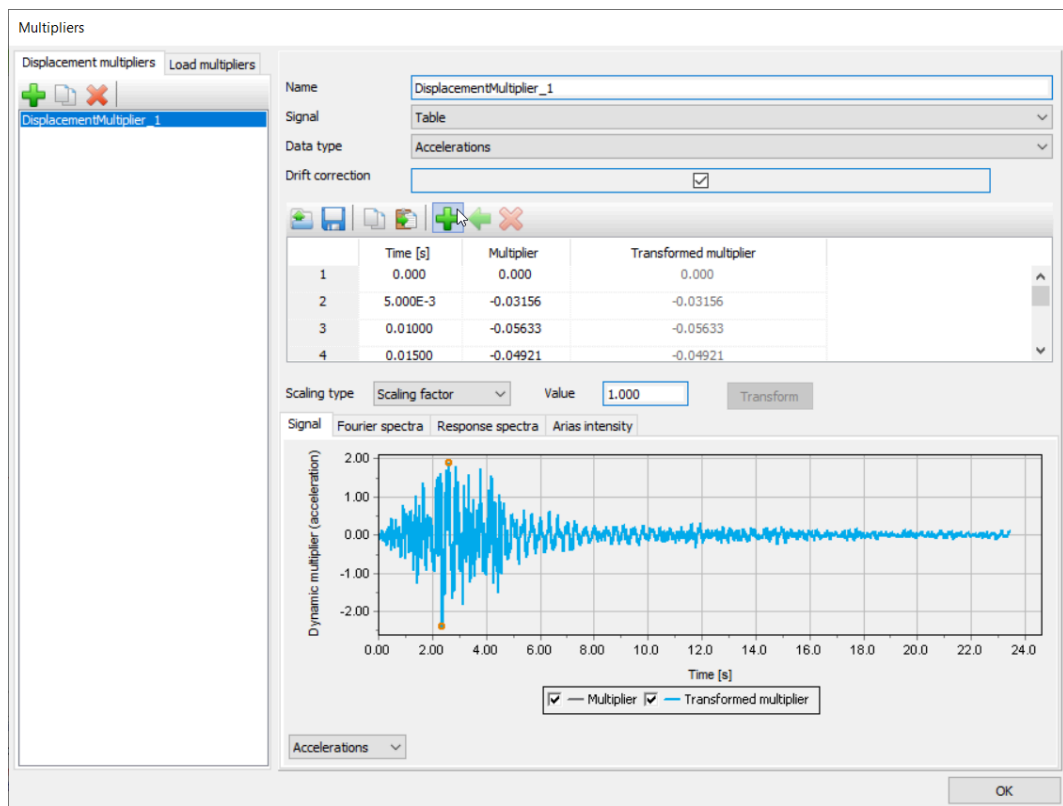 Multipliers
Displacement multipliers Load multipliers
DisplacementMultiplier_1
Name DisplacementMultiplier_1
Signal Table
Data type Accelerations
Drift correction
Time [s] Multiplier Transformed multiplier
1 0.000 0.000 0.000
2 5.000E-3 -0.03156 -0.03156
3 0.01000 -0.05633 -0.05633
4 0.01500 -0.04921 -0.04921
Scaling type Scaling factor Value 1.000 Transform
Signal Fourier spectra Response spectra Arias intensity
Dynamic multiplier (acceleration)
2.00
1.00
0.00
-1.00
-2.00
0.00 2.00 4.00 6.00 8.00 10.0 12.0 14.0 16.0 18.0 20.0 22.0 24.0
Time [s]
Multiplier Transformed multiplier
Accelerations
OK